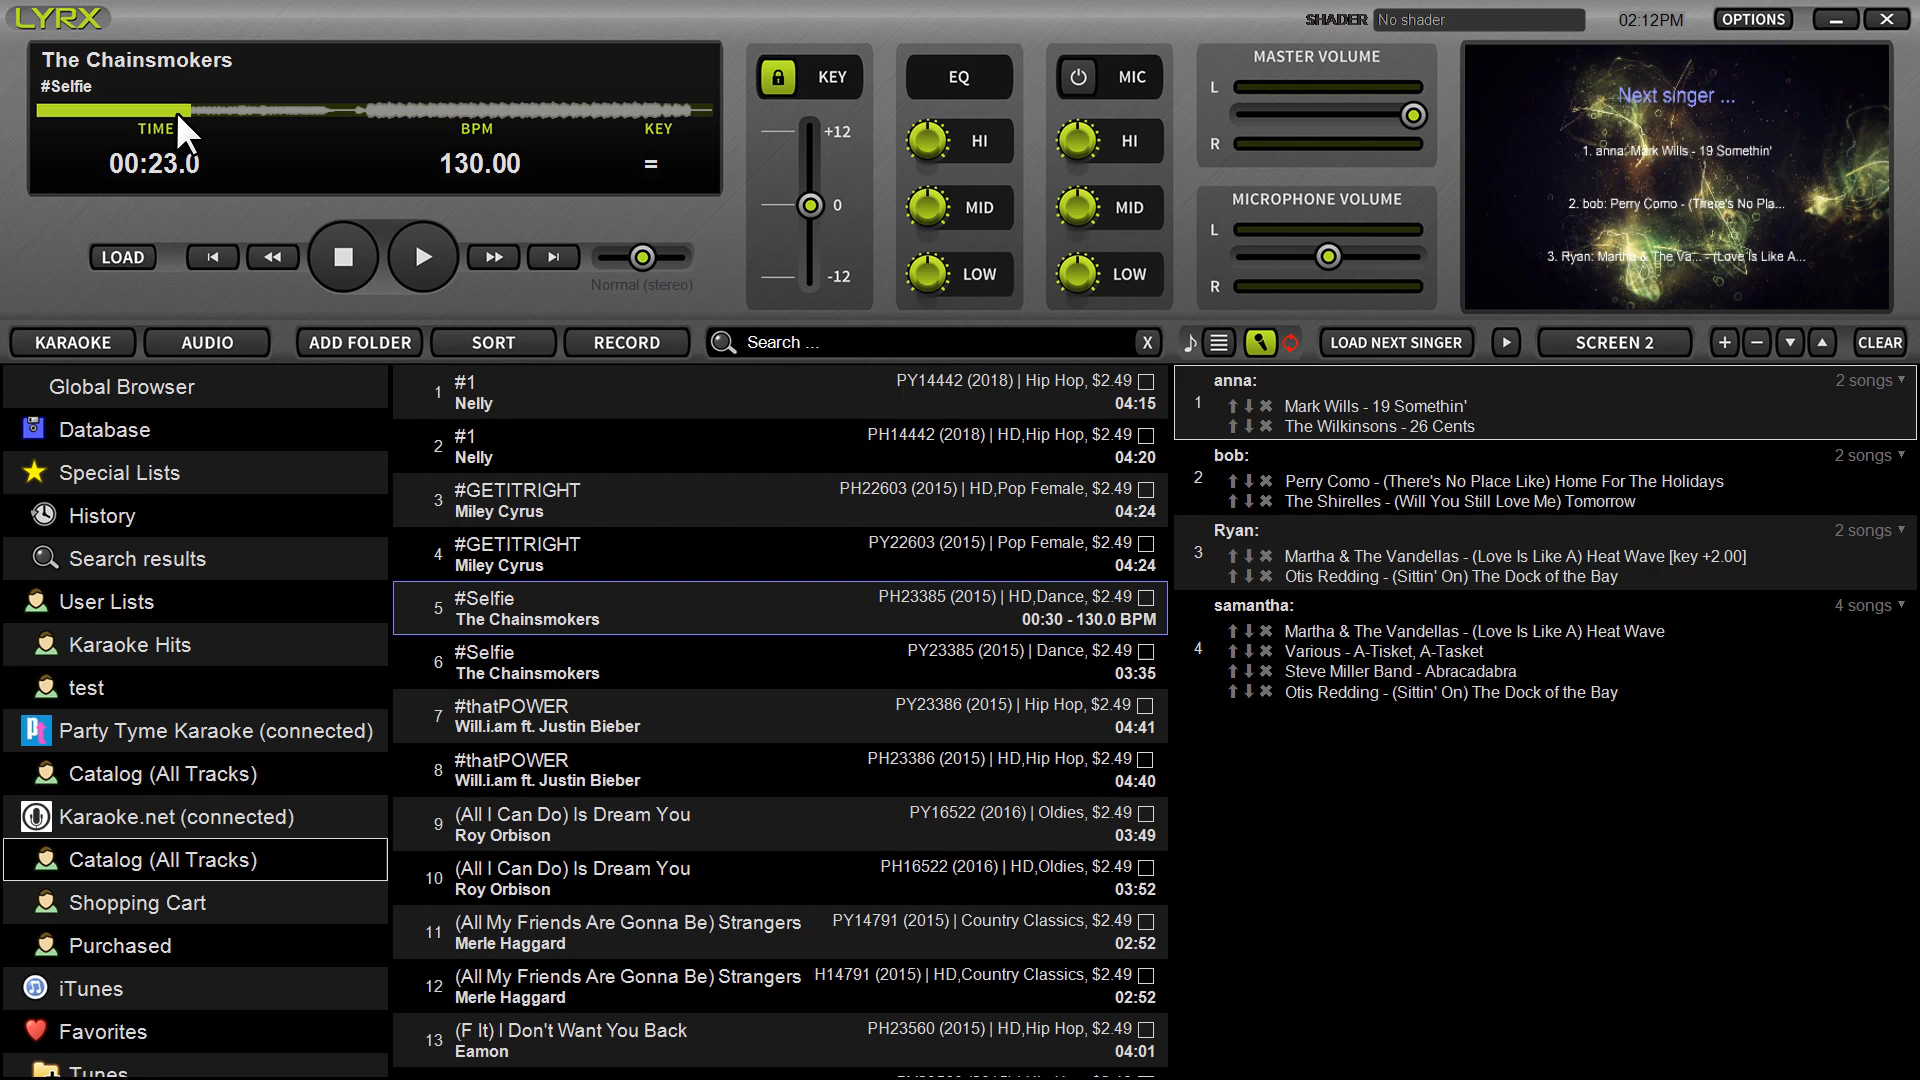 LYRX
SHADER No shader 02:12PM OPTIONS
The Chainsmokers
#Selfie
TIME BPM KEY
00:23.0 130.00 =
LOAD
Normal (stereo)
KEY
+12
0
-12
EQ
HI
MID
LOW
MIC
HI
MID
LOW
MASTER VOLUME
L
R
MICROPHONE VOLUME
L
R
Next singer ...
1. anna: Mark Wills - 19 Somethin'
2. bob: Perry Como - (There's No Pla...
3. Ryan: Martha & The Va... - (Love Is Like A...
KARAOKE AUDIO ADD FOLDER SORT RECORD Search ... X LOAD NEXT SINGER SCREEN 2 CLEAR
Global Browser
Database
Special Lists
History
Search results
User Lists
Karaoke Hits
test
Party Tyme Karaoke (connected)
Catalog (All Tracks)
Karaoke.net (connected)
Catalog (All Tracks)
Shopping Cart
Purchased
iTunes
Favorites
Tunes
1 #1 PY14442 (2018) | Hip Hop, $2.49
Nelly 04:15
2 #1 PH14442 (2018) | HD,Hip Hop, $2.49
Nelly 04:20
3 #GETITRIGHT PH22603 (2015) | HD,Pop Female, $2.49
Miley Cyrus 04:24
4 #GETITRIGHT PY22603 (2015) | Pop Female, $2.49
Miley Cyrus 04:24
5 #Selfie PH23385 (2015) | HD,Dance, $2.49
The Chainsmokers 00:30 - 130.0 BPM
6 #Selfie PY23385 (2015) | Dance, $2.49
The Chainsmokers 03:35
7 #thatPOWER PY23386 (2015) | Hip Hop, $2.49
Will.i.am ft. Justin Bieber 04:41
8 #thatPOWER PH23386 (2015) | HD,Hip Hop, $2.49
Will.i.am ft. Justin Bieber 04:40
9 (All I Can Do) Is Dream You PY16522 (2016) | Oldies, $2.49
Roy Orbison 03:49
10 (All I Can Do) Is Dream You PH16522 (2016) | HD,Oldies, $2.49
Roy Orbison 03:52
11 (All My Friends Are Gonna Be) Strangers PY14791 (2015) | Country Classics, $2.49
Merle Haggard 02:52
12 (All My Friends Are Gonna Be) Strangers H14791 (2015) | HD,Country Classics, $2.49
Merle Haggard 02:52
13 (F It) I Don't Want You Back PH23560 (2015) | HD,Hip Hop, $2.49
Eamon 04:01
anna: 2 songs
1
Mark Wills - 19 Somethin'
The Wilkinsons - 26 Cents
bob: 2 songs
2
Perry Como - (There's No Place Like) Home For The Holidays
The Shirelles - (Will You Still Love Me) Tomorrow
Ryan: 2 songs
3
Martha & The Vandellas - (Love Is Like A) Heat Wave [key +2.00]
Otis Redding - (Sittin' On) The Dock of the Bay
samantha: 4 songs
4
Martha & The Vandellas - (Love Is Like A) Heat Wave
Various - A-Tisket, A-Tasket
Steve Miller Band - Abracadabra
Otis Redding - (Sittin' On) The Dock of the Bay